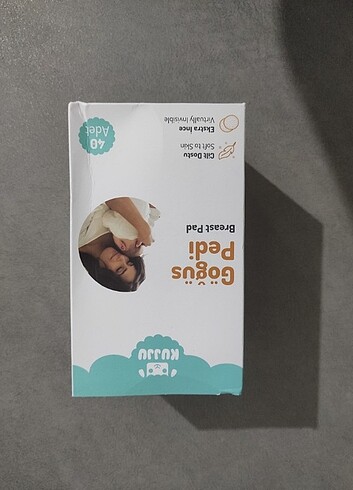 KUJJU
Göğüs
Pedi
Breast Pad
Cilt Dostu
Soft to Skin
Ekstra İnce
Virtually Invisible
40
Adet